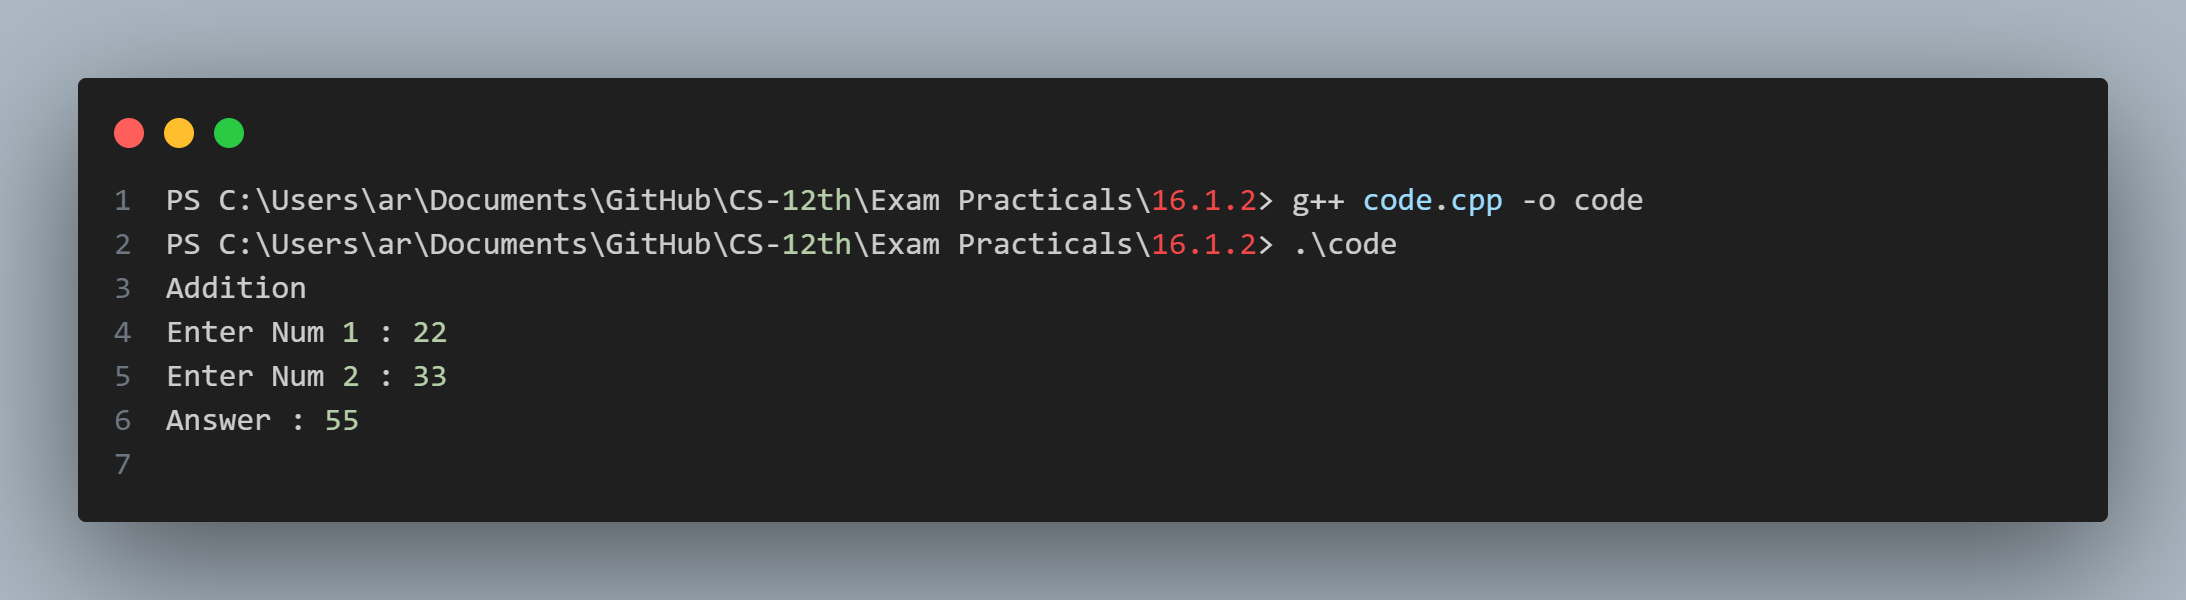 1 PS C:\Users\ar\Documents\GitHub\CS-12th\Exam Practicals\16.1.2> g++ code.cpp -o code
2 PS C:\Users\ar\Documents\GitHub\CS-12th\Exam Practicals\16.1.2> .\code
3 Addition
4 Enter Num 1 : 22
5 Enter Num 2 : 33
6 Answer : 55
7